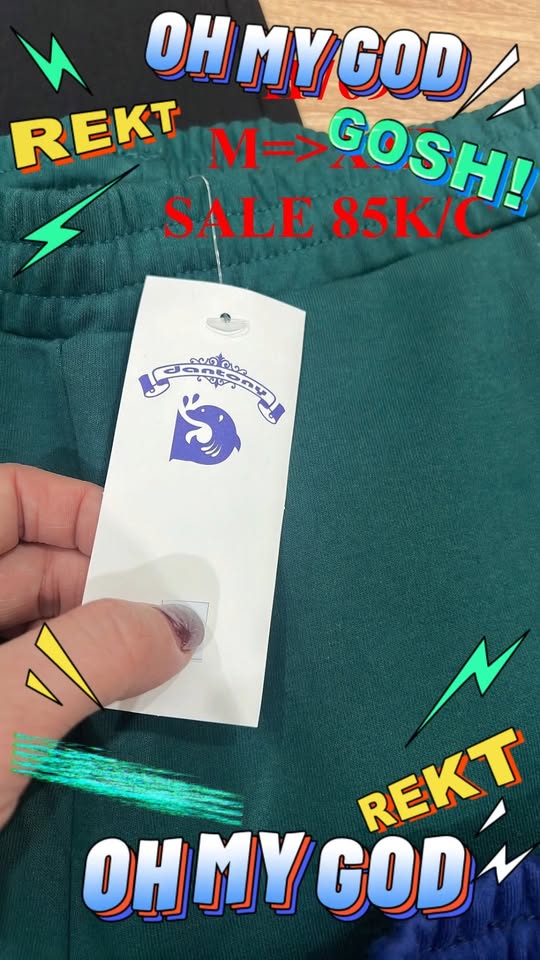 OH MY GOD
REKT
GOSH!
M=>
SALE 85K/C
dantony
REKT
OH MY GOD